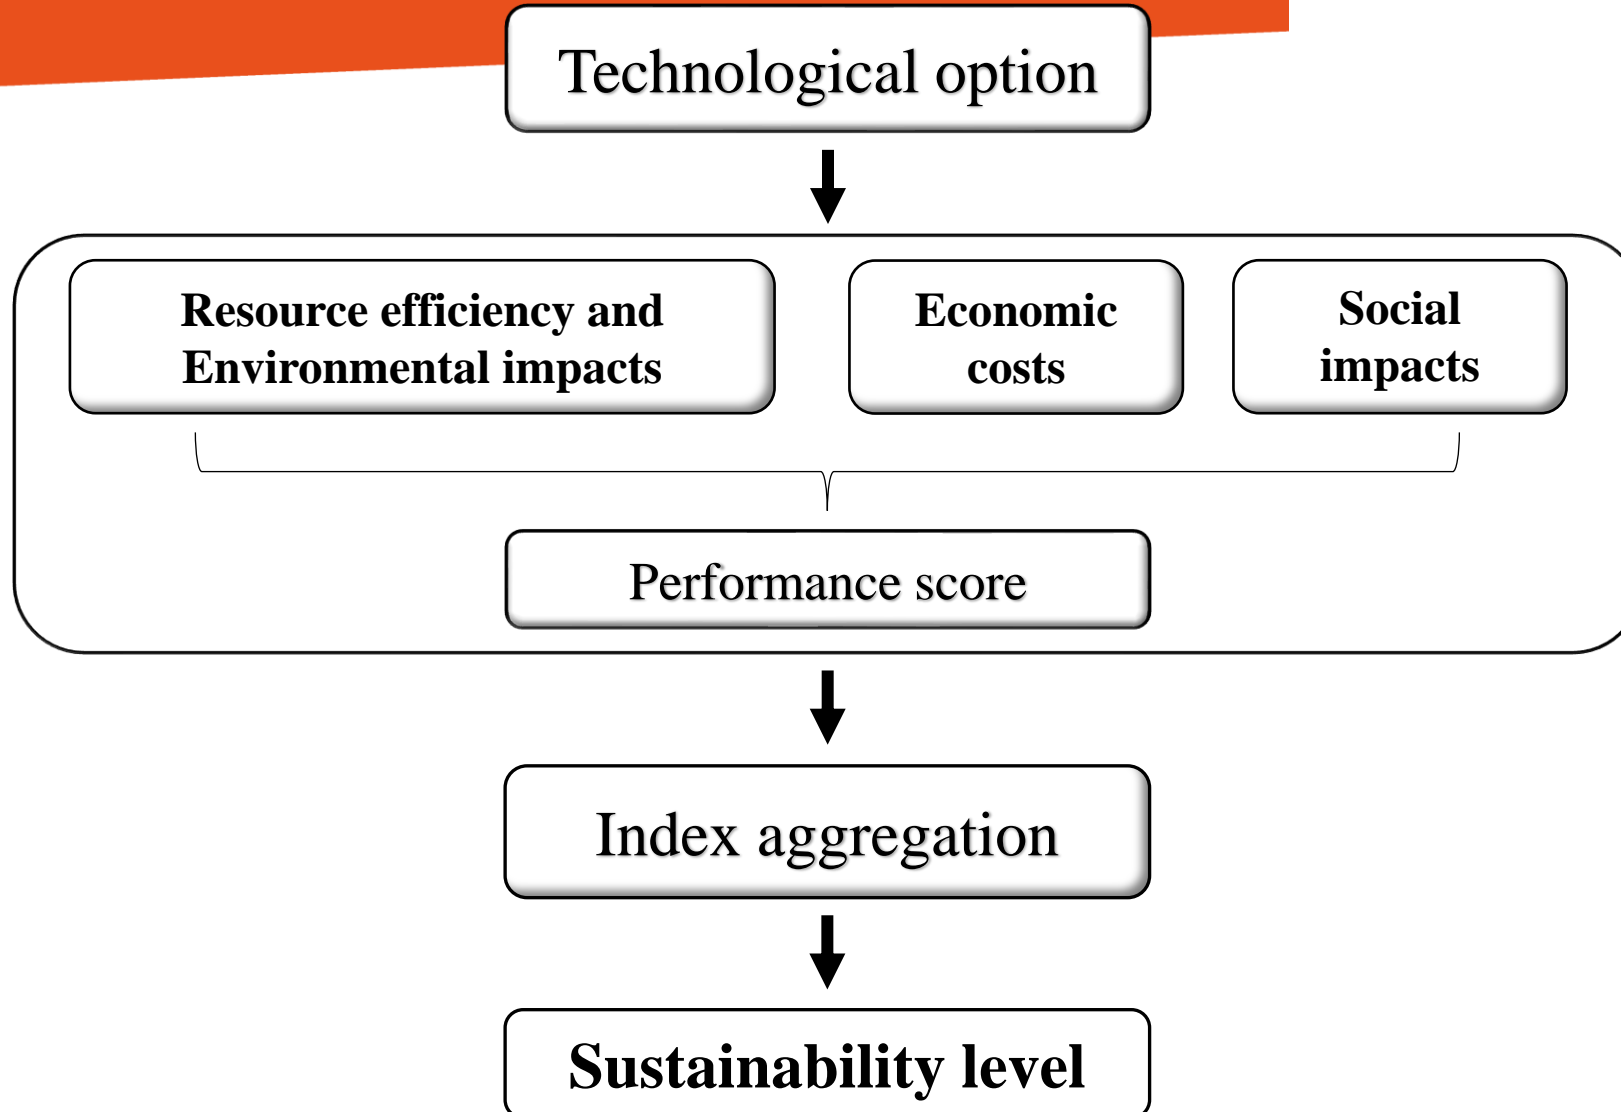 Technological option
Resource efficiency and
Environmental impacts
Economic
costs
Social
impacts
Performance score
Index aggregation
Sustainability level